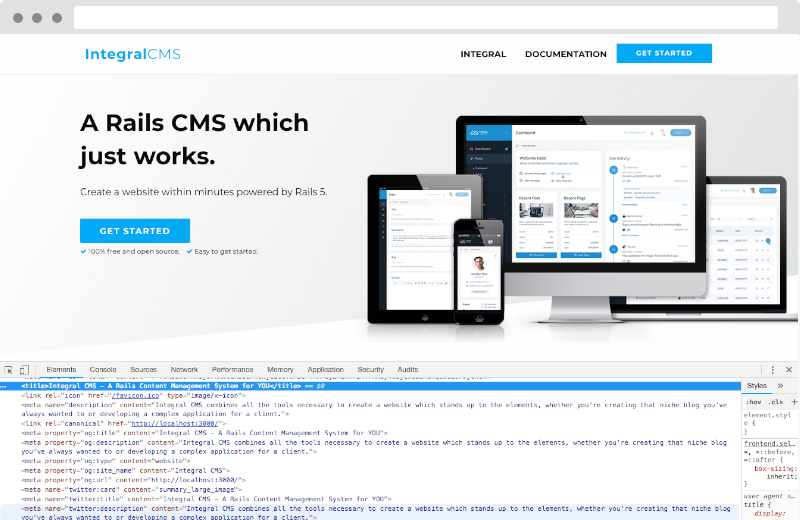 IntegralCMS
INTEGRAL DOCUMENTATION GET STARTED
A Rails CMS which
just works.
Create a website within minutes powered by Rails 5.
GET STARTED
✓ 100% free and open source. ✓ Easy to get started.
Dashboard
Welcome back!
Site Activity
Recent Post
Recent Page
Elements Console Sources Network Performance Memory Application Security Audits
<title>Integral CMS – A Rails Content Management System for YOU</title> == $0
<link rel="icon" href="/favicon.ico" type="image/x-icon">
<meta name="description" content="Integral CMS combines all the tools necessary to create a website which stands up to the elements, whether you're creating that niche blog
you've always wanted to or developing a complex application for a client.">
<link rel="canonical" href="http://localhost:3000/">
<meta property="og:title" content="Integral CMS – A Rails Content Management System for YOU">
<meta property="og:description" content="Integral CMS combines all the tools necessary to create a website which stands up to the elements, whether you're creating that niche blog
you've always wanted to or developing a complex application for a client.">
<meta property="og:type" content="website">
<meta property="og:site_name" content="Integral CMS">
<meta property="og:url" content="http://localhost:3000/">
<meta name="twitter:card" content="summary_large_image">
<meta name="twitter:title" content="Integral CMS – A Rails Content Management System for YOU">
<meta name="twitter:description" content="Integral CMS combines all the tools necessary to create a website which stands up to the elements, whether you're creating that niche blog
you've always wanted to or developing a complex application for a client.">
Styles »
:hov .cls +
element.styl
e {
}
frontend.sel…
*, *::before,
*::after {
box-sizing:
inherit;
}
user agent s…
title {
display: